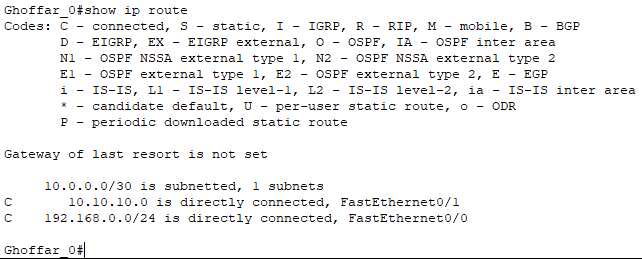 Ghoffar_0#show ip route
Codes: C - connected, S - static, I - IGRP, R - RIP, M - mobile, B - BGP
D - EIGRP, EX - EIGRP external, O - OSPF, IA - OSPF inter area
N1 - OSPF NSSA external type 1, N2 - OSPF NSSA external type 2
E1 - OSPF external type 1, E2 - OSPF external type 2, E - EGP
i - IS-IS, L1 - IS-IS level-1, L2 - IS-IS level-2, ia - IS-IS inter area
* - candidate default, U - per-user static route, o - ODR
P - periodic downloaded static route
Gateway of last resort is not set
10.0.0.0/30 is subnetted, 1 subnets
C 10.10.10.0 is directly connected, FastEthernet0/1
C 192.168.0.0/24 is directly connected, FastEthernet0/0
Ghoffar_0#